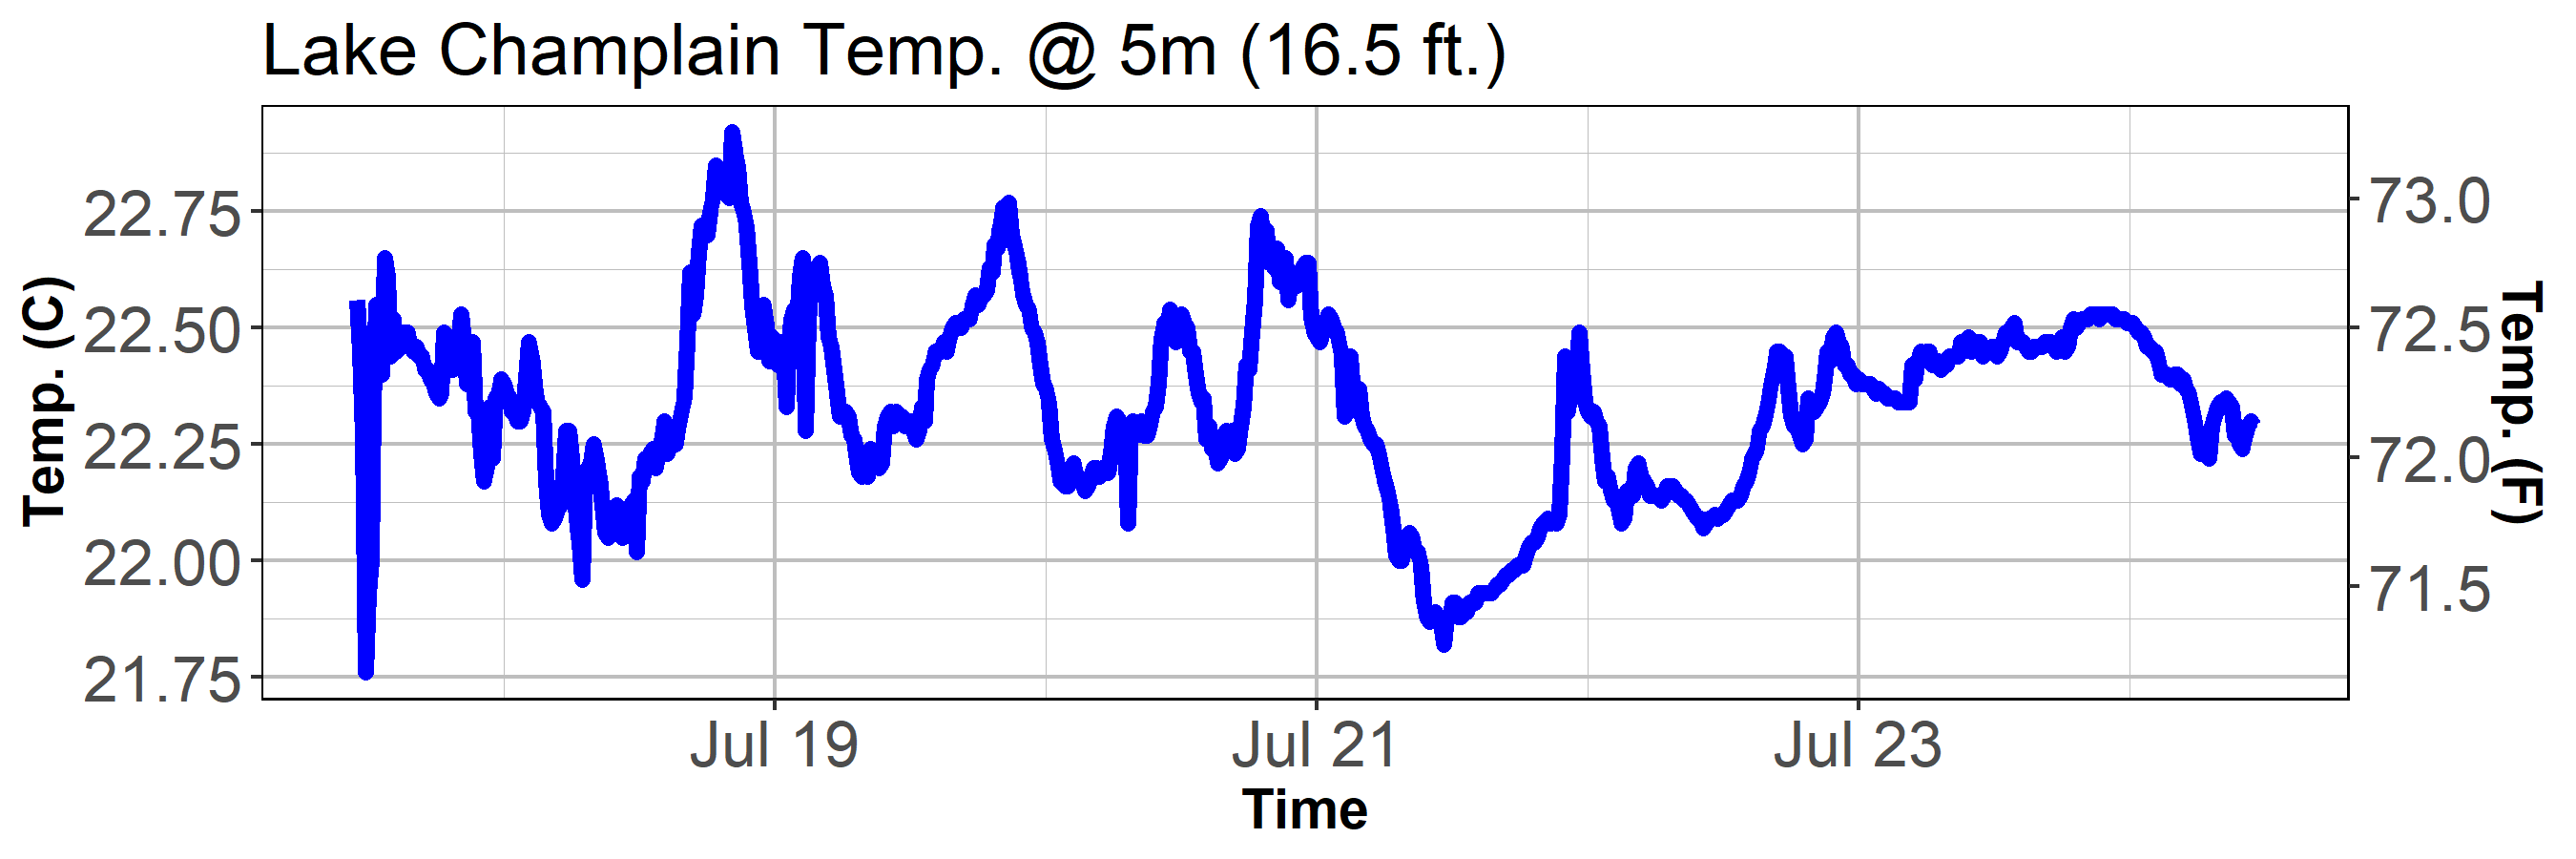 Lake Champlain Temp. @ 5m (16.5 ft.)
Temp. (C)
22.75
22.50
22.25
22.00
21.75
73.0
72.5
72.0
71.5
Temp. (F)
Jul 19
Jul 21
Jul 23
Time